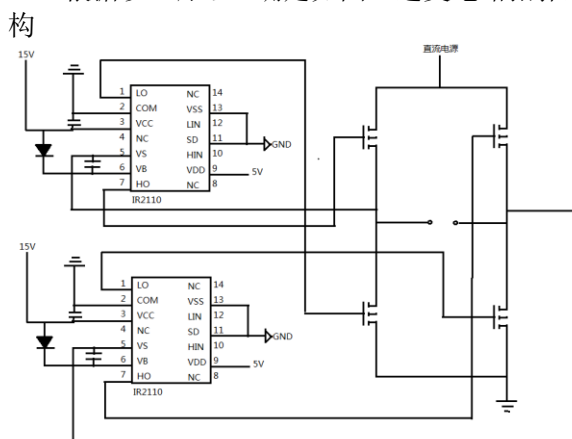 构
15V
直流电源
1 LO NC 14
2 COM VSS 13
3 VCC LIN 12
4 NC SD 11
5 VS HIN 10
6 VB VDD 9
7 HO NC 8
GND
5V
IR2110
15V
1 LO NC 14
2 COM VSS 13
3 VCC LIN 12
4 NC SD 11
5 VS HIN 10
6 VB VDD 9
7 HO NC 8
GND
5V
IR2110